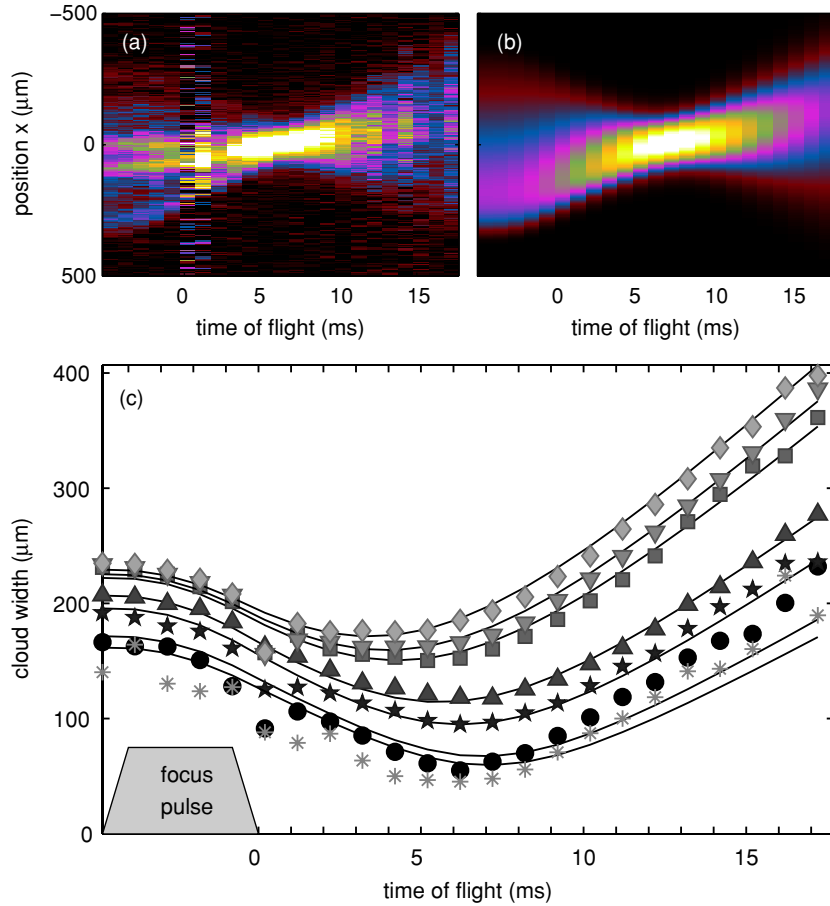 −500
0
500
position x (μm)
(a)
0 5 10 15
time of flight (ms)
(b)
0 5 10 15
time of flight (ms)
400
300
200
100
0
cloud width (μm)
(c)
focus
pulse
0 5 10 15
time of flight (ms)